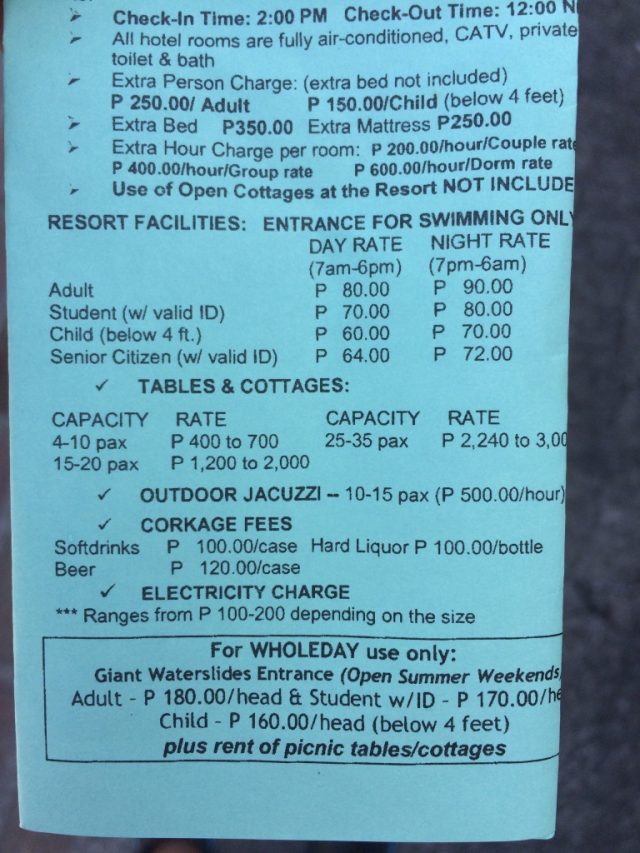 ➢ Check-In Time: 2:00 PM Check-Out Time: 12:00
➢ All hotel rooms are fully air-conditioned, CATV, private
toilet & bath
➢ Extra Person Charge: (extra bed not included)
P 250.00/ Adult P 150.00/Child (below 4 feet)
➢ Extra Bed P350.00 Extra Mattress P250.00
➢ Extra Hour Charge per room: P 200.00/hour/Couple rate
P 400.00/hour/Group rate P 600.00/hour/Dorm rate
➢ Use of Open Cottages at the Resort NOT INCLUDE
RESORT FACILITIES: ENTRANCE FOR SWIMMING ONLY
DAY RATE NIGHT RATE
(7am-6pm) (7pm-6am)
Adult P 80.00 P 90.00
Student (w/ valid ID) P 70.00 P 80.00
Child (below 4 ft.) P 60.00 P 70.00
Senior Citizen (w/ valid ID) P 64.00 P 72.00
✓ TABLES & COTTAGES:
CAPACITY RATE CAPACITY RATE
4-10 pax P 400 to 700 25-35 pax P 2,240 to 3,00
15-20 pax P 1,200 to 2,000
✓ OUTDOOR JACUZZI -- 10-15 pax (P 500.00/hour)
✓ CORKAGE FEES
Softdrinks P 100.00/case Hard Liquor P 100.00/bottle
Beer P 120.00/case
✓ ELECTRICITY CHARGE
*** Ranges from P 100-200 depending on the size
For WHOLEDAY use only:
Giant Waterslides Entrance (Open Summer Weekends)
Adult - P 180.00/head & Student w/ID - P 170.00/he
Child - P 160.00/head (below 4 feet)
plus rent of picnic tables/cottages